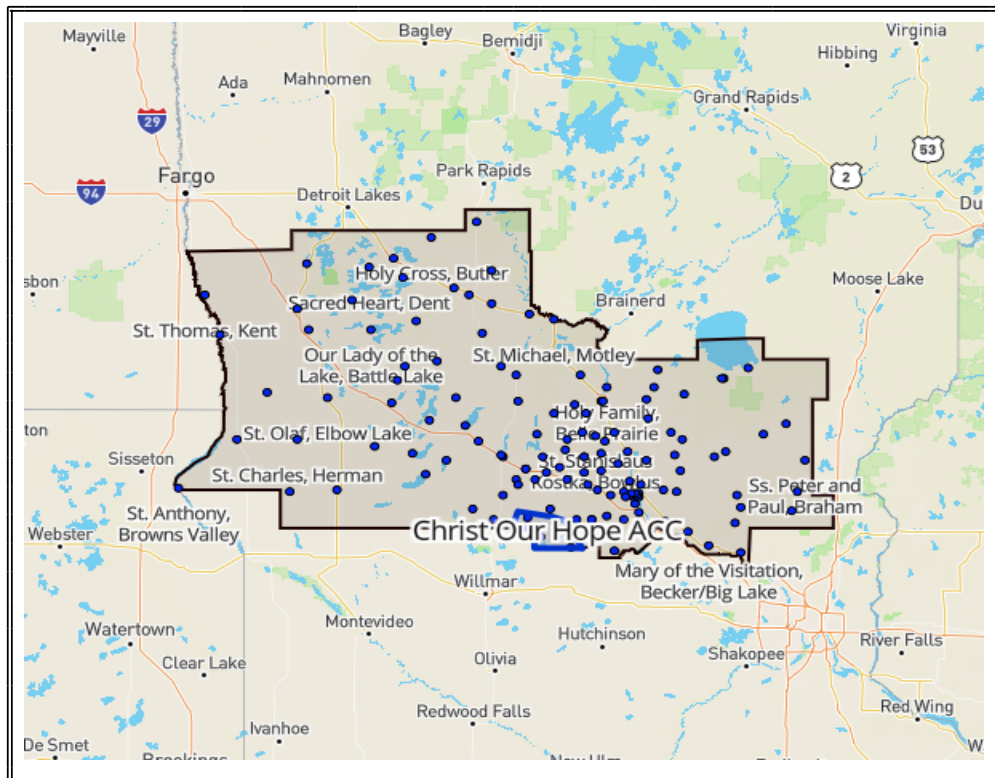 Mayville
Bagley
Bemidji
Virginia
Hibbing
Ada
Mahnomen
Grand Rapids
29
53
2
Park Rapids
Fargo
94
Detroit Lakes
Du
Holy Cross, Butler
sbon
Moose Lake
Sacred Heart, Dent
Brainerd
St. Thomas, Kent
Our Lady of the
Lake, Battle Lake
St. Michael, Motley
Holy Family,
Belle Prairie
ton
St. Olaf, Elbow Lake
Sisseton
St. Stanislaus
Kostka, Bowlus
St. Charles, Herman
Ss. Peter and
Paul, Braham
St. Anthony,
Browns Valley
Christ Our Hope ACC
Webster
Mary of the Visitation,
Becker/Big Lake
Willmar
Montevideo
Watertown
Hutchinson
River Falls
Clear Lake
Olivia
Shakopee
Redwood Falls
Red Wing
Ivanhoe
De Smet
W
Brookings
New Ulm